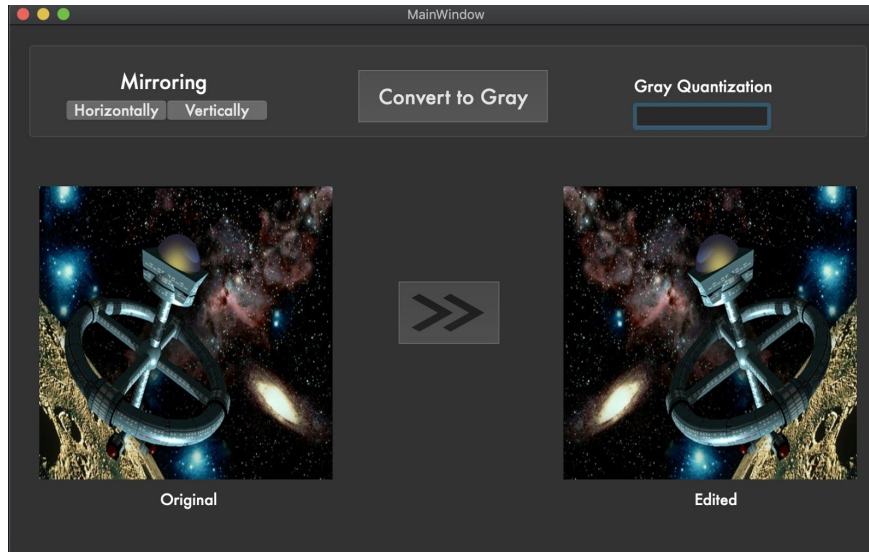 MainWindow
Mirroring
Horizontally Vertically
Convert to Gray
Gray Quantization
>>
Original
Edited